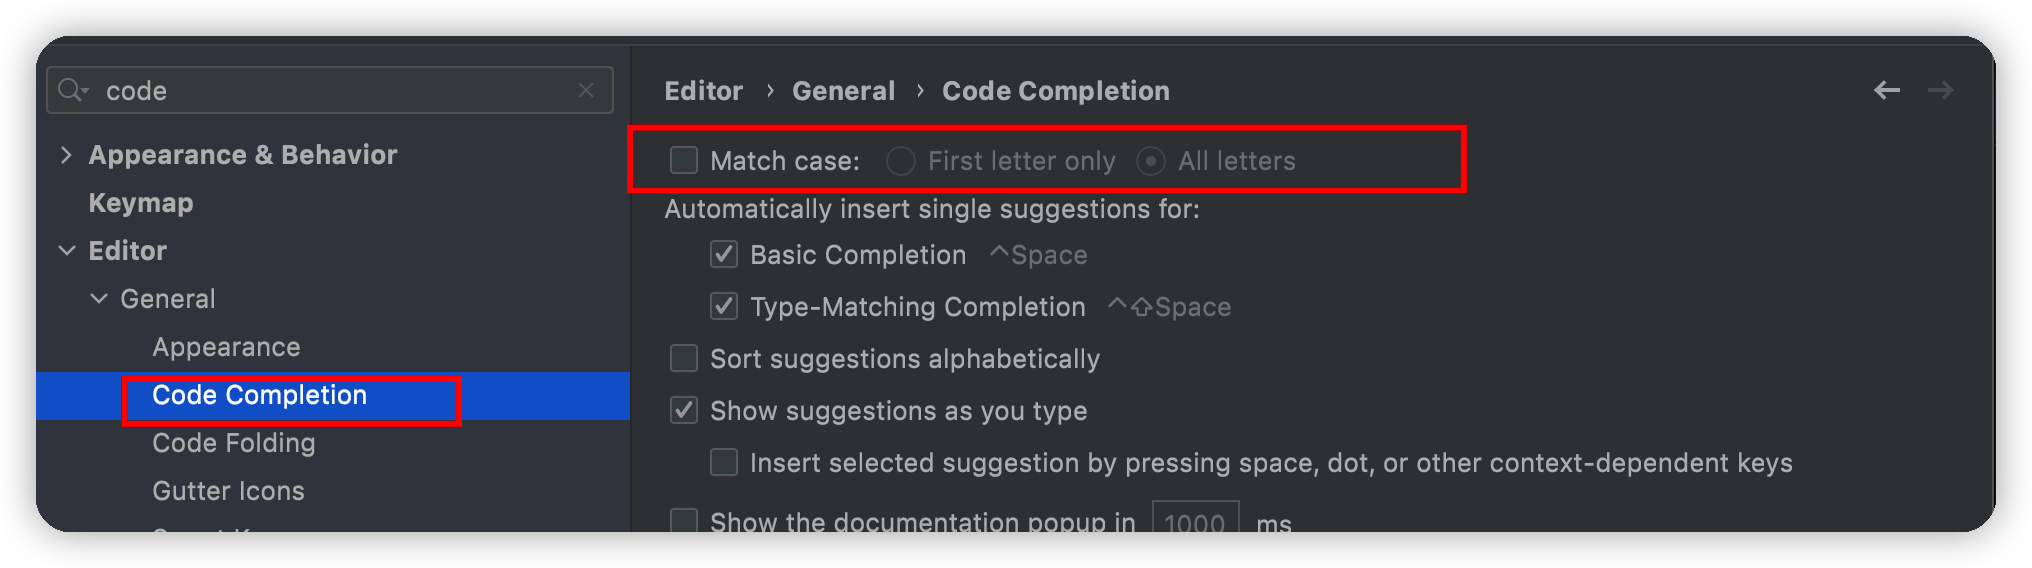 code
Appearance & Behavior
Keymap
Editor
General
Appearance
Code Completion
Code Folding
Gutter Icons
Editor › General › Code Completion
Match case: First letter only All letters
Automatically insert single suggestions for:
Basic Completion ^Space
Type-Matching Completion ^⇧Space
Sort suggestions alphabetically
Show suggestions as you type
Insert selected suggestion by pressing space, dot, or other context-dependent keys
Show the documentation popup in 1000 ms